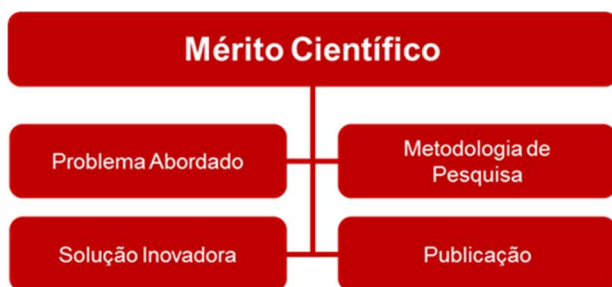 Mérito Científico
Problema Abordado
Metodologia de
Pesquisa
Solução Inovadora
Publicação